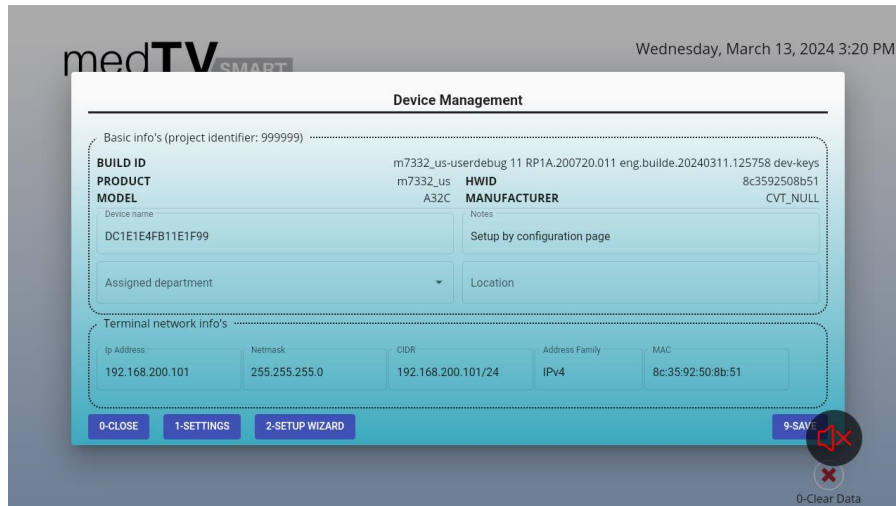 medTV SMART
Wednesday, March 13, 2024 3:20 PM
Device Management
Basic info's (project identifier: 999999)
BUILD ID m7332_us-userdebug 11 RP1A.200720.011 eng.builde.20240311.125758 dev-keys
PRODUCT m7332_us HWID 8c3592508b51
MODEL A32C MANUFACTURER CVT_NULL
Device name Notes
DC1E1E4FB11E1F99 Setup by configuration page
Assigned department Location
Terminal network info's
Ip Address Netmask CIDR Address Family MAC
192.168.200.101 255.255.255.0 192.168.200.101/24 IPv4 8c:35:92:50:8b:51
0-CLOSE 1-SETTINGS 2-SETUP WIZARD 9-SAVE
0-Clear Data